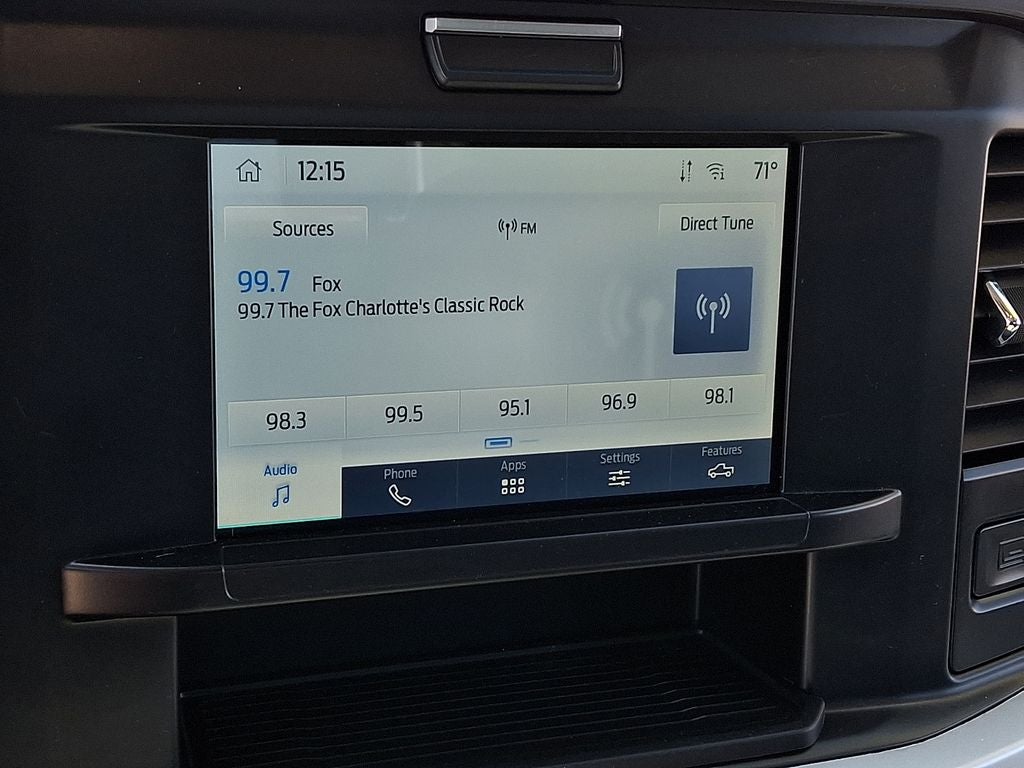 12:15 71°
Sources FM Direct Tune
99.7 Fox
99.7 The Fox Charlotte's Classic Rock
98.3 99.5 95.1 96.9 98.1
Audio Phone Apps Settings Features